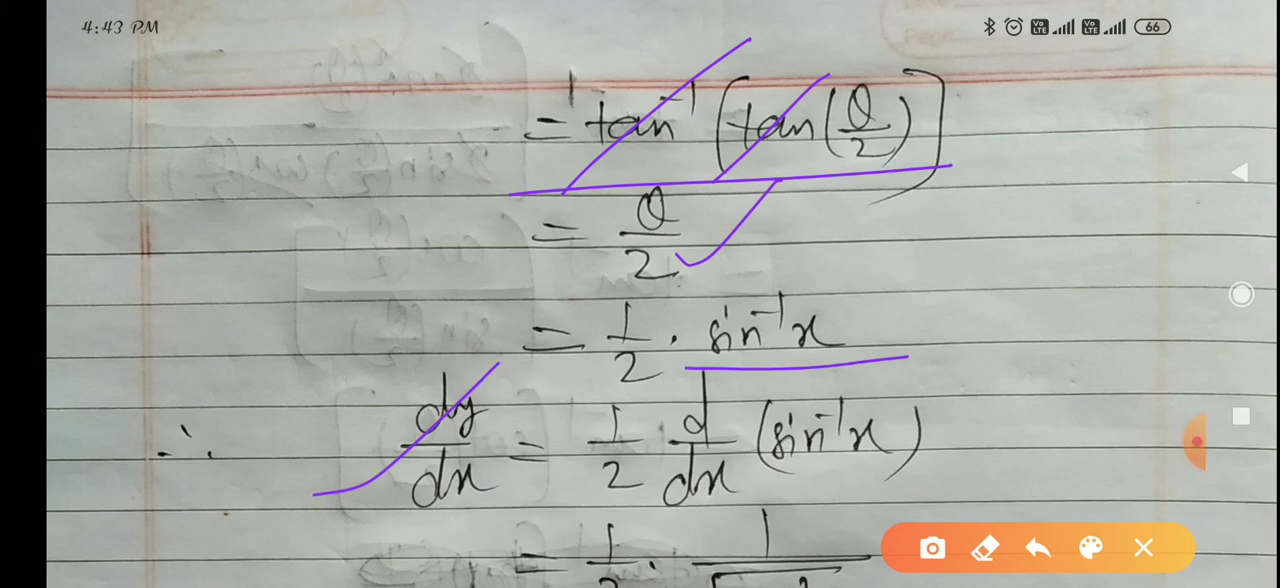 4:43 PM 66
= tan⁻¹ [tan(θ/2)]
= θ/2
= 1/2 · sin⁻¹x
∴ dy/dx = 1/2 d/dx (sin⁻¹x)